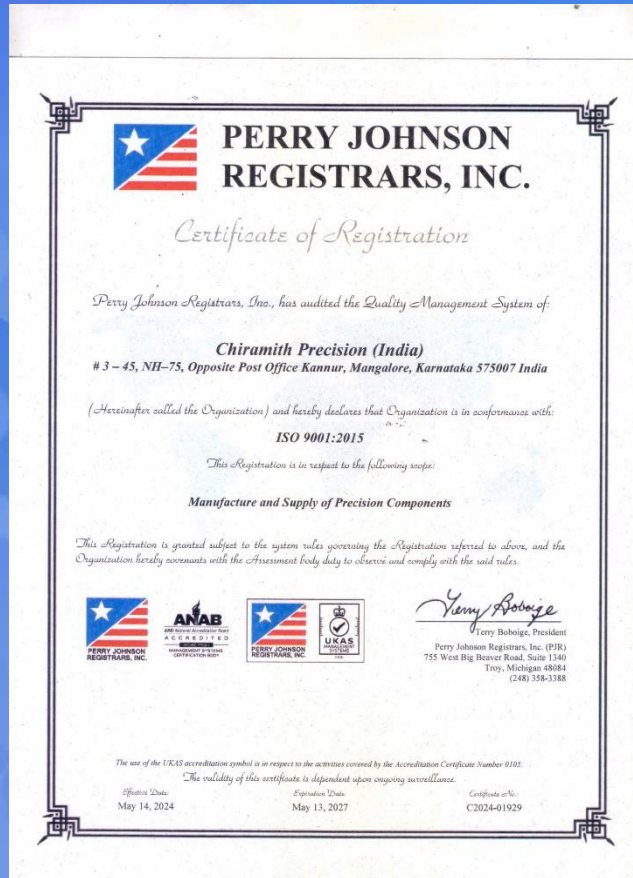 PERRY JOHNSON
REGISTRARS, INC.
Certificate of Registration
Perry Johnson Registrars, Inc., has audited the Quality Management System of:
Chiramith Precision (India)
# 3 – 45, NH–75, Opposite Post Office Kannur, Mangalore, Karnataka 575007 India
(Hereinafter called the Organization) and hereby declares that Organization is in conformance with:
ISO 9001:2015
This Registration is in respect to the following scope:
Manufacture and Supply of Precision Components
This Registration is granted subject to the system rules governing the Registration referred to above, and the
Organization hereby covenants with the Assessment body duty to observe and comply with the said rules.
PERRY JOHNSON
REGISTRARS, INC.
ANAB
ANSI National Accreditation Board
ACCREDITED
MANAGEMENT SYSTEMS
CERTIFICATION BODY
PERRY JOHNSON
REGISTRARS, INC.
UKAS
MANAGEMENT
SYSTEMS
Terry Boboige
Terry Boboige, President
Perry Johnson Registrars, Inc. (PJR)
755 West Big Beaver Road, Suite 1340
Troy, Michigan 48084
(248) 358-3388
The use of the UKAS accreditation symbol is in respect to the activities covered by the Accreditation Certificate Number 0105.
The validity of this certificate is dependent upon ongoing surveillance.
Effective Date: Expiration Date: Certificate No.:
May 14, 2024 May 13, 2027 C2024-01929